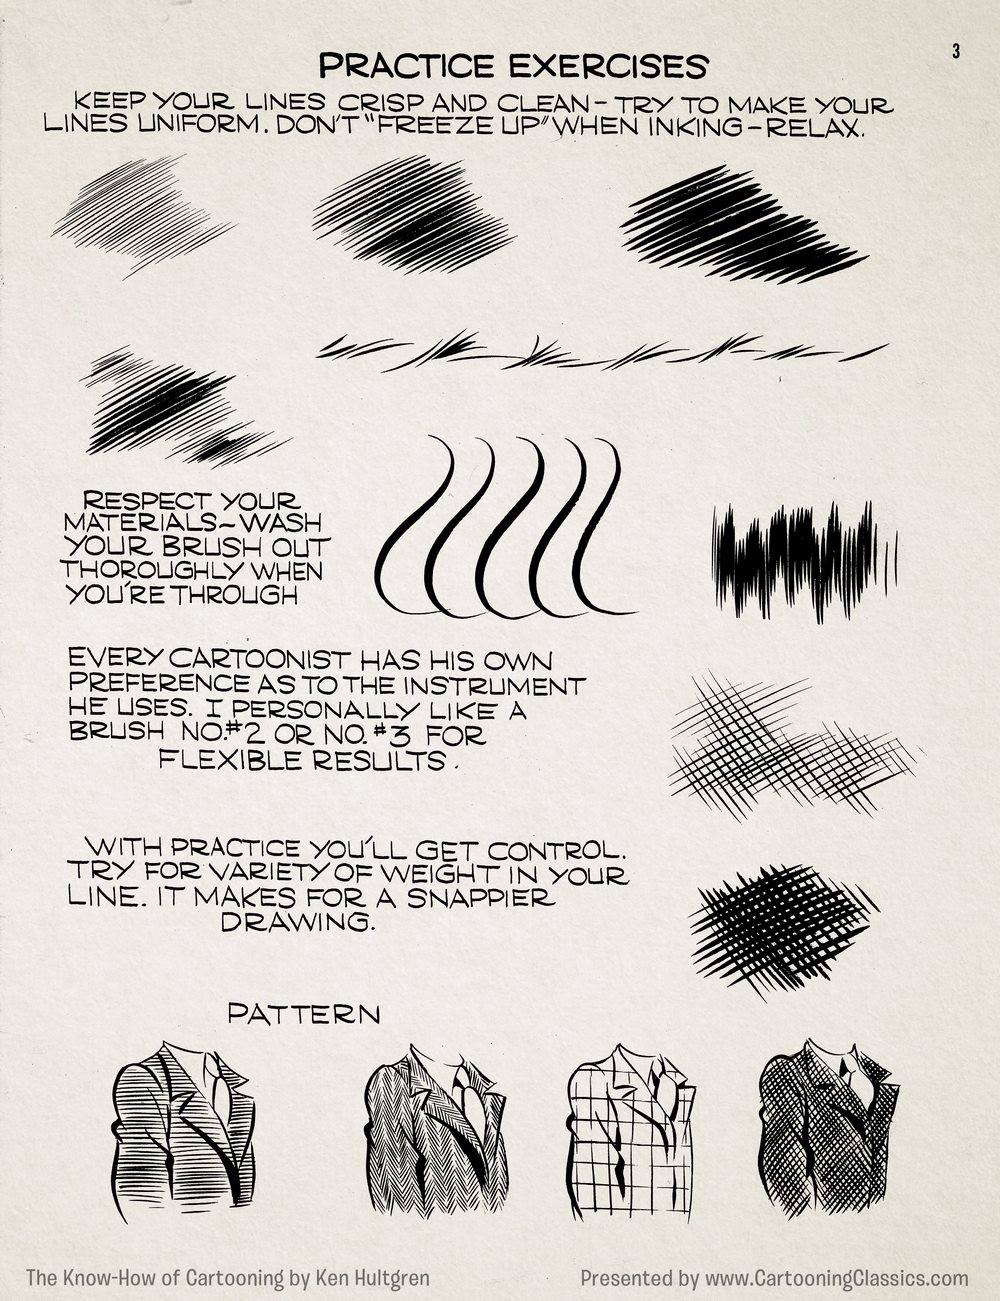 3
PRACTICE EXERCISES
KEEP YOUR LINES CRISP AND CLEAN - TRY TO MAKE YOUR
LINES UNIFORM. DON'T "FREEZE UP" WHEN INKING - RELAX.
RESPECT YOUR
MATERIALS ~ WASH
YOUR BRUSH OUT
THOROUGHLY WHEN
YOU'RE THROUGH
EVERY CARTOONIST HAS HIS OWN
PREFERENCE AS TO THE INSTRUMENT
HE USES. I PERSONALLY LIKE A
BRUSH NO. #2 OR NO. #3 FOR
FLEXIBLE RESULTS.
WITH PRACTICE YOU'LL GET CONTROL.
TRY FOR VARIETY OF WEIGHT IN YOUR
LINE. IT MAKES FOR A SNAPPIER
DRAWING.
PATTERN
The Know-How of Cartooning by Ken Hultgren
Presented by www.CartooningClassics.com